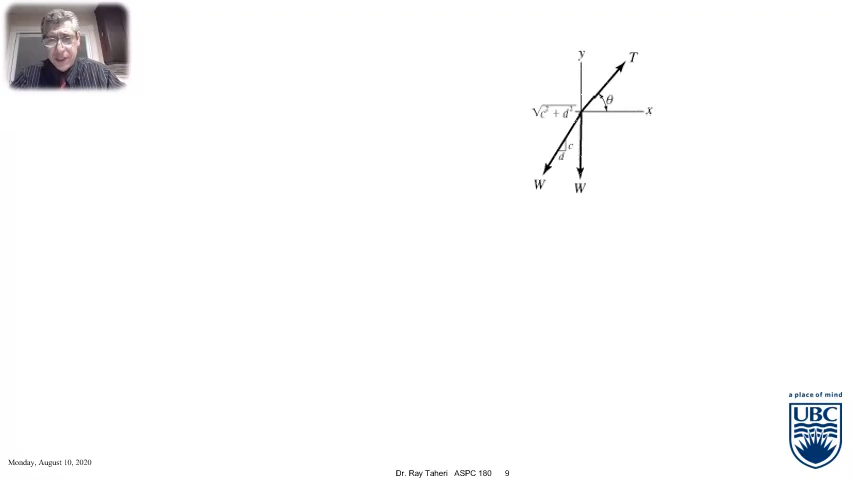 y
T
θ
√c² + d²
x
c
d
W
W
a place of mind
UBC
Monday, August 10, 2020
Dr. Ray Taheri ASPC 180 9